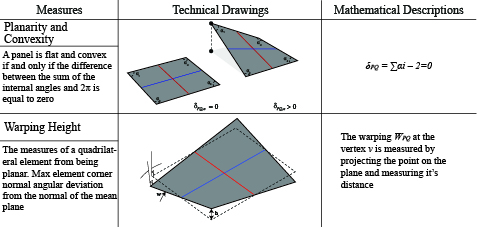 Measures
Technical Drawings
Mathematical Descriptions
Planarity and
Convexity
A panel is flat and convex
if and only if the difference
between the sum of the
internal angles and 2π is
equal to zero
δPQ∝ = 0
δPQ∝ > 0
δPQ = ∑αi – 2=0
Warping Height
The measures of a quadrilat-
eral element from being
planar. Max element corner
normal angular deviation
from the normal of the mean
plane
h
The warping WPQ at the
vertex v is measured by
projecting the point on
the plane and measuring it's
distance